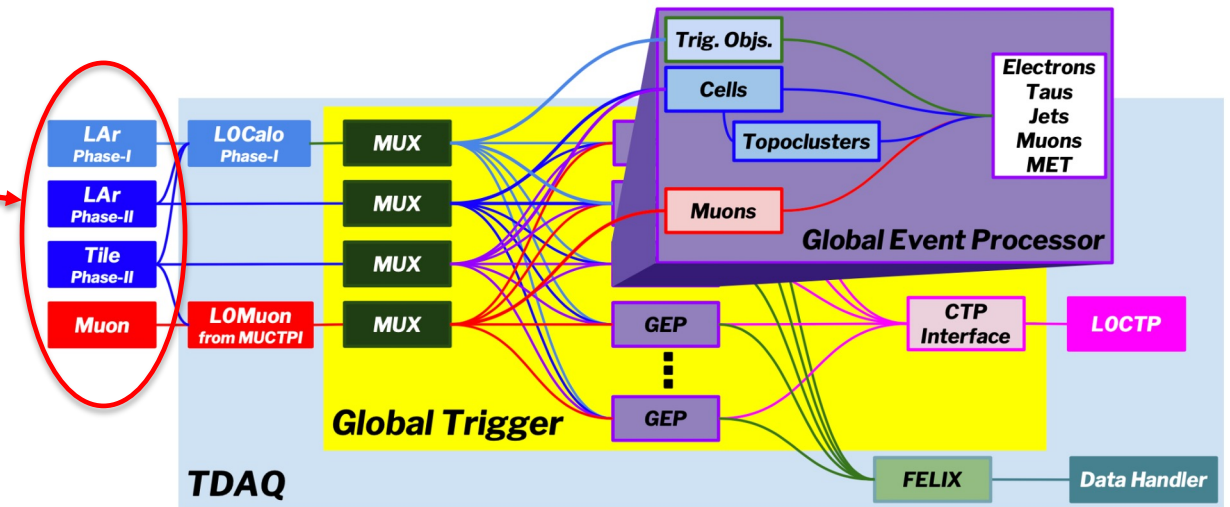 Trig. Objs.
Cells
Topoclusters
Muons
Electrons
Taus
Jets
Muons
MET
Global Event Processor
LAr
Phase-I
L0Calo
Phase-I
MUX
LAr
Phase-II
MUX
Tile
Phase-II
MUX
Muon
L0Muon
from MUCTPI
MUX
GEP
CTP
Interface
L0CTP
GEP
Global Trigger
TDAQ
FELIX
Data Handler